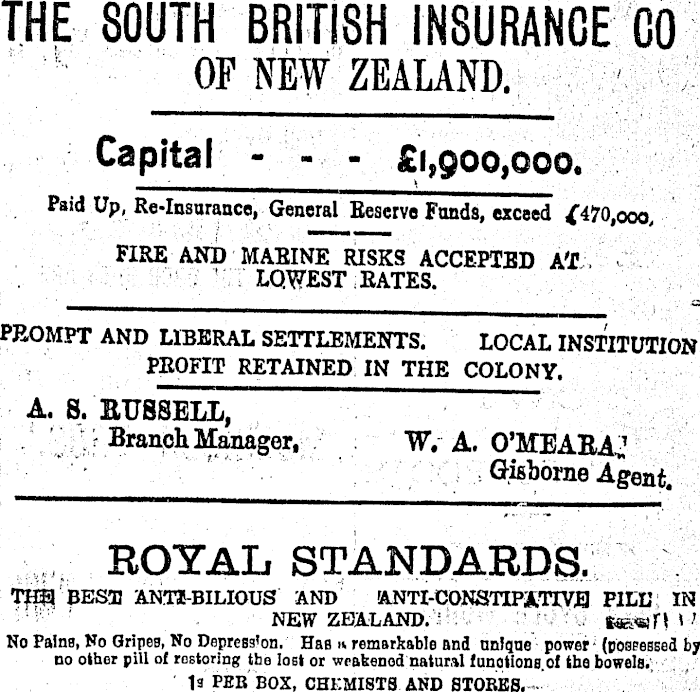 THE SOUTH BRITISH INSURANCE CO
OF NEW ZEALAND.
Capital - - - £1,900,000.
Paid Up, Re-Insurance, General Reserve Funds, exceed £470,000.
FIRE AND MARINE RISKS ACCEPTED AT
LOWEST RATES.
PROMPT AND LIBERAL SETTLEMENTS. LOCAL INSTITUTION
PROFIT RETAINED IN THE COLONY.
A. S. RUSSELL,
Branch Manager,
W. A. O'MEARA,
Gisborne Agent.
ROYAL STANDARDS.
THE BEST ANTI-BILIOUS AND ANTI-CONSTIPATIVE PILL IN
NEW ZEALAND.
No Pains, No Gripes, No Depression. Has a remarkable and unique power (possessed by
no other pill of restoring the lost or weakened natural functions of the bowels.
1s PER BOX, CHEMISTS AND STORES.